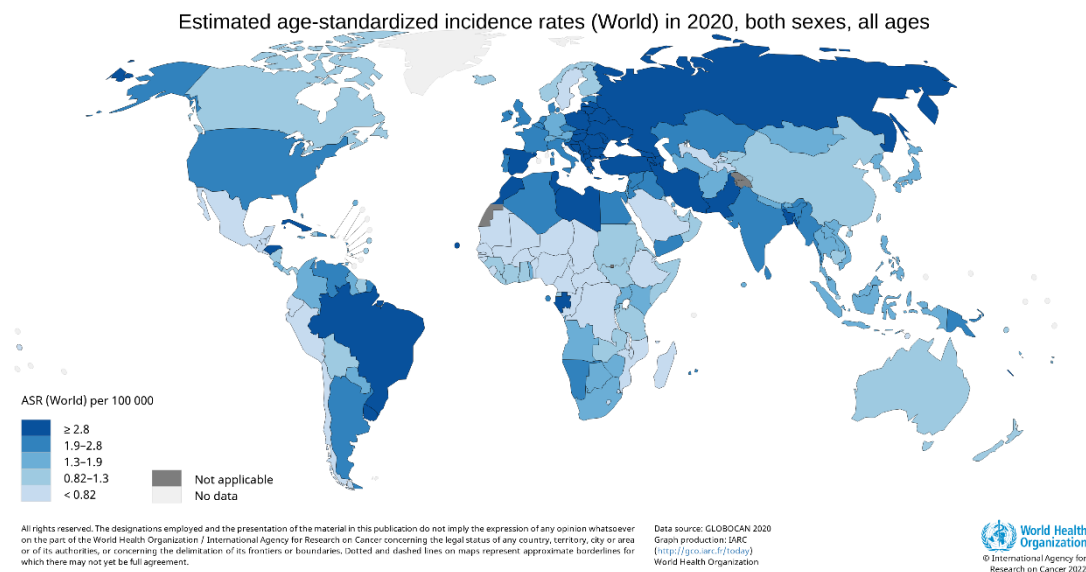 Estimated age-standardized incidence rates (World) in 2020, both sexes, all ages
ASR (World) per 100 000
≥ 2.8
1.9–2.8
1.3–1.9
0.82–1.3
< 0.82
Not applicable
No data
All rights reserved. The designations employed and the presentation of the material in this publication do not imply the expression of any opinion whatsoever
on the part of the World Health Organization / International Agency for Research on Cancer concerning the legal status of any country, territory, city or area
or of its authorities, or concerning the delimitation of its frontiers or boundaries. Dotted and dashed lines on maps represent approximate borderlines for
which there may not yet be full agreement.
Data source: GLOBOCAN 2020
Graph production: IARC
(http://gco.iarc.fr/today)
World Health Organization
World Health
Organization
© International Agency for
Research on Cancer 2022